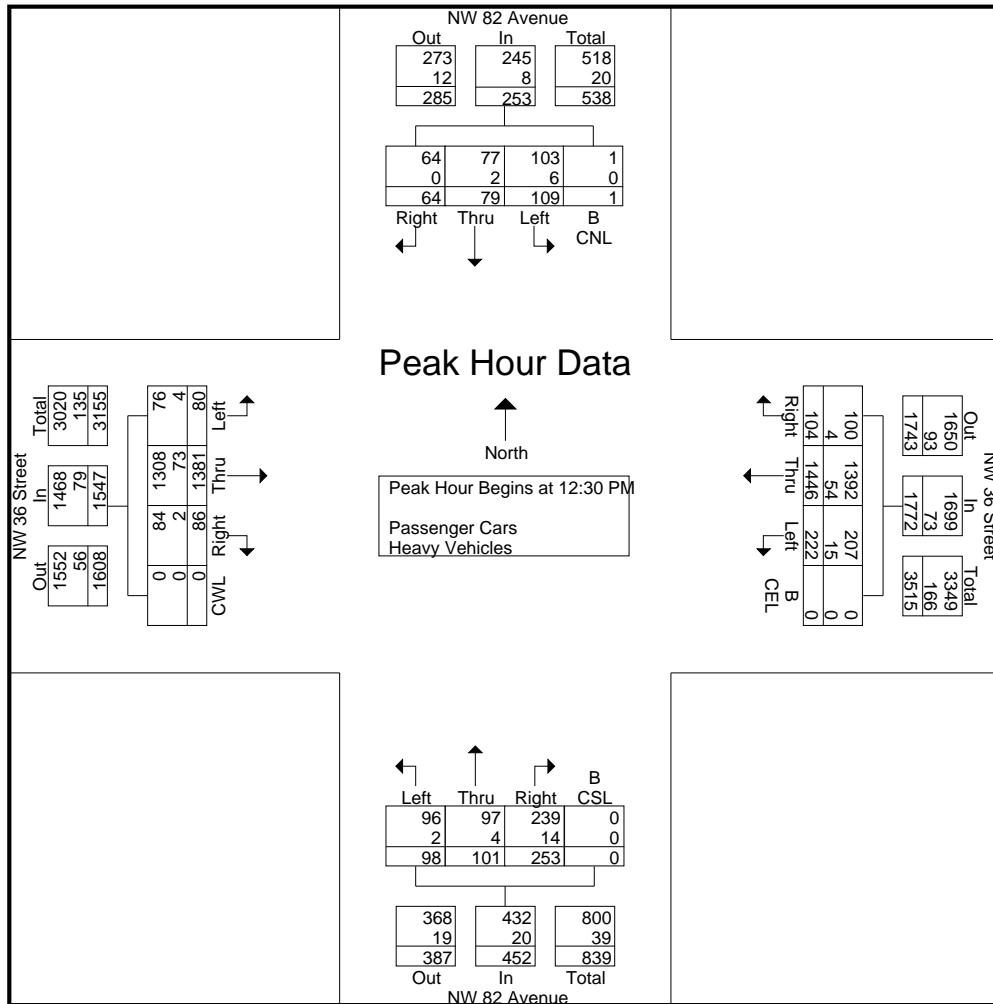 NW 82 Avenue
Out In Total
273 245 518
12 8 20
285 253 538
64 77 103 1
0 2 6 0
64 79 109 1
Right Thru Left B
CNL
Peak Hour Data
North
Peak Hour Begins at 12:30 PM
Passenger Cars
Heavy Vehicles
NW 36 Street
Total In Out
3020 1468 1552
135 79 56
3155 1547 1608
76 1308 84 0
4 73 2 0
80 1381 86 0
Left Thru Right CWL
NW 36 Street
Out In Total
1650 1699 3349
93 73 166
1743 1772 3515
100 1392 207 0
4 54 15 0
104 1446 222 0
Right Thru Left B
CEL
B
Left Thru Right CSL
96 97 239 0
2 4 14 0
98 101 253 0
368 432 800
19 20 39
387 452 839
Out In Total
NW 82 Avenue